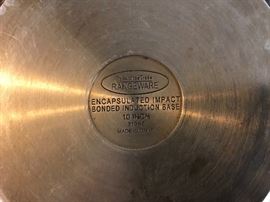 RANGEWARE
ENCAPSULATED IMPACT
BONDED INDUCTION BASE
10 INCH
MADE IN